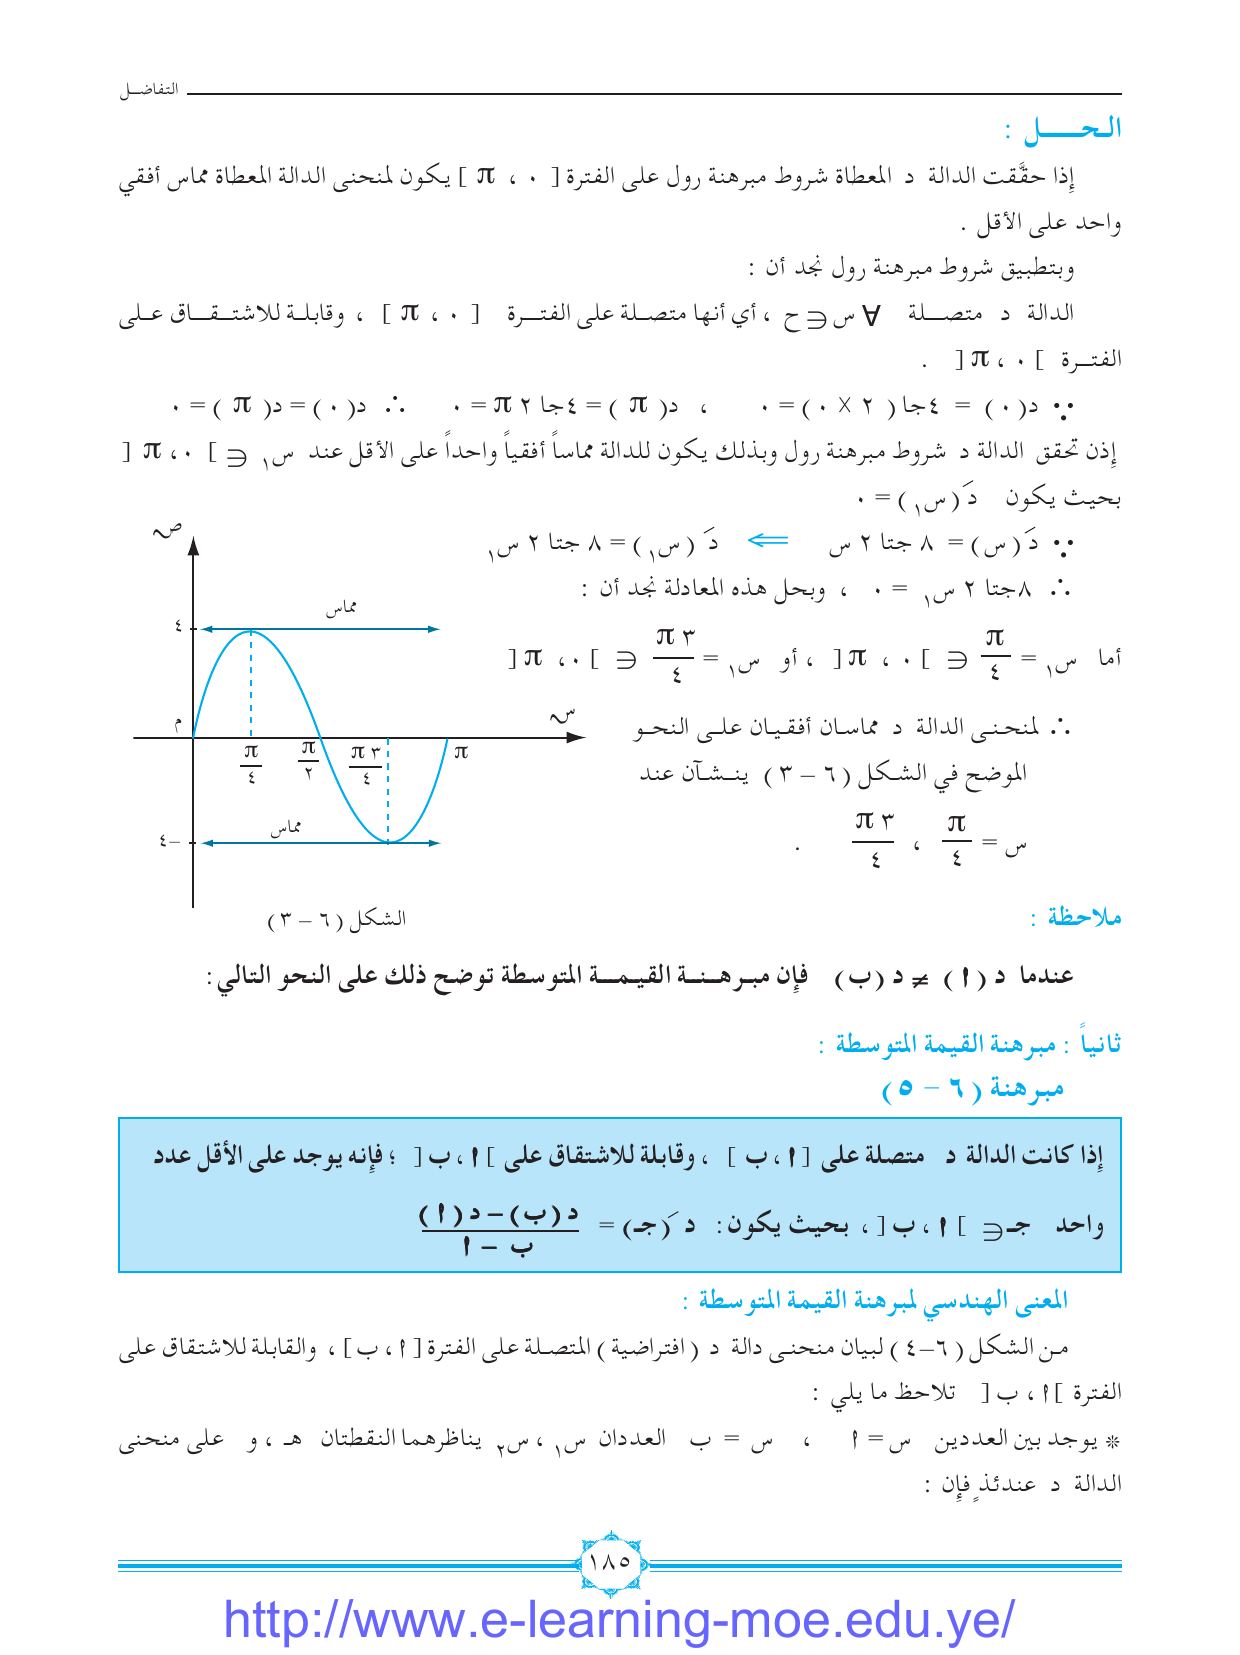 التفاضـل
الـحـــــل :
إذا حقَّقت الدالة د المعطاة شروط مبرهنة رول على الفترة [ ٠ ، π ] يكون لمنحنى الدالة المعطاة مماس أفقي
واحد على الأقل .
وبتطبيق شروط مبرهنة رول نجد أن :
الدالة د متصلة ∀ س ∈ ح ، أي أنها متصلة على الفترة [ ٠ ، π ] ، وقابلة للاشتقاق على
الفترة ] ٠ ، π [ .
∵ د( ٠ ) = ٤جا ( ٢ × ٠ ) = ٠ ، د( π ) = ٤جا ٢ π = ٠ ∴ د( ٠ ) = د( π ) = ٠
إذن تحقق الدالة د شروط مبرهنة رول وبذلك يكون للدالة مماساً أفقياً واحداً على الأقل عند س١ ∈ ] ٠، π [
بحيث يكون دَ ( س١ ) = ٠
∵ دَ ( س ) = ٨ جتا ٢ س ⇐ دَ ( س١ ) = ٨ جتا ٢ س١
∴ ٨جتا ٢ س١ = ٠ ، وبحل هذه المعادلة نجد أن :
أما س١ = π/٤ ∈ ] ٠ ، π [ ، أو س١ = ٣ π/٤ ∈ ] ٠، π [
∴ لمنحنى الدالة د مماسان أفقيان على النحو
الموضح في الشكل ( ٦ – ٣ ) ينشآن عند
س = π/٤ ، ٣ π/٤ .
صـ
٤
مماس
م
سـ
π/٤
π/٢
٣ π/٤
π
–٤
مماس
الشكل ( ٦ – ٣ )
ملاحظة :
عندما د ( ا ) ≠ د ( ب ) فإن مبرهنة القيمة المتوسطة توضح ذلك على النحو التالي:
ثانياً : مبرهنة القيمة المتوسطة :
مبرهنة ( ٦ – ٥ )
إذا كانت الدالة د متصلة على [ ا ، ب ] ، وقابلة للاشتقاق على ] ا ، ب [ ؛ فإنه يوجد على الأقل عدد
واحد جـ ∈ ] ا ، ب [ ، بحيث يكون: دَ (جـ) = (د (ب) – د ( ا ))/(ب – ا)
المعنى الهندسي لمبرهنة القيمة المتوسطة :
من الشكل ( ٦–٤ ) لبيان منحنى دالة د ( افتراضية ) المتصلة على الفترة [ ا ، ب ] ، والقابلة للاشتقاق على
الفترة ] ا ، ب [ تلاحظ ما يلي :
* يوجد بين العددين س = ا ، س = ب العددان س١ ، س٢ يناظرهما النقطتان هـ ، و على منحنى
الدالة د عندئذٍ فإن :
١٨٥
http://www.e-learning-moe.edu.ye/